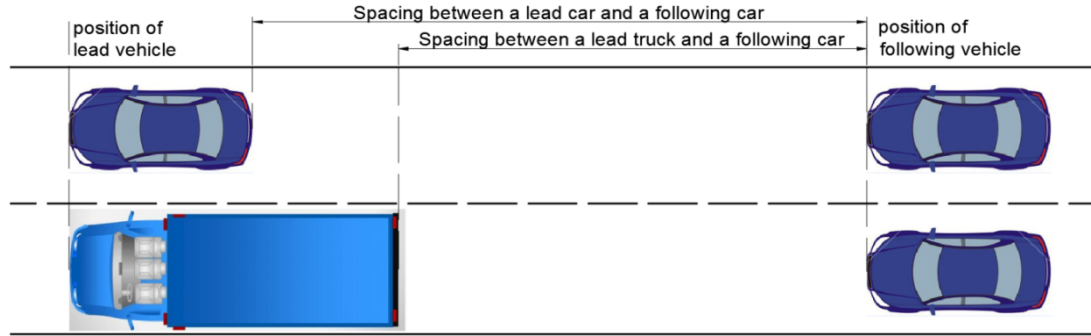 Spacing between a lead car and a following car
position of
lead vehicle
position of
following vehicle
Spacing between a lead truck and a following car